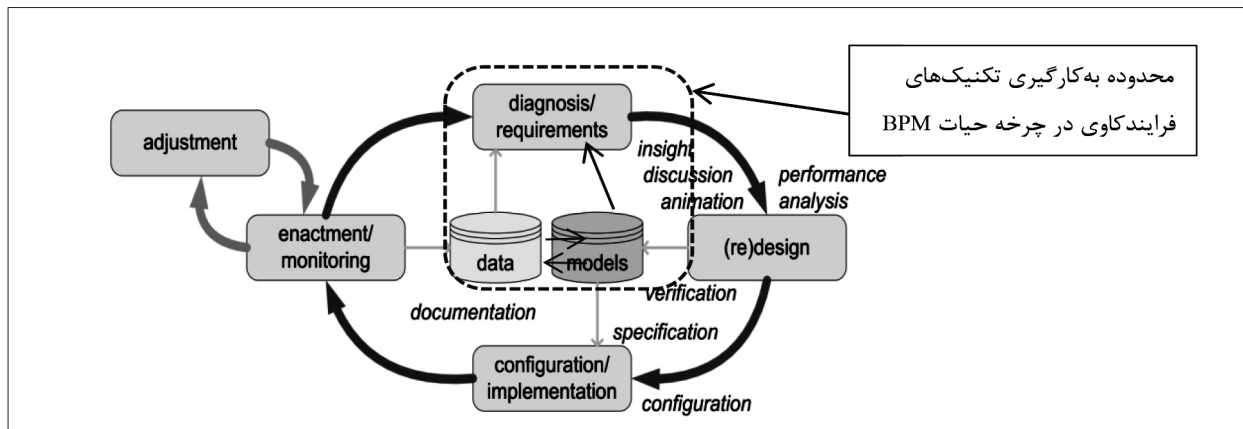 محدوده به‌کارگیری تکنیک‌های
فرایندکاوی در چرخه حیات BPM
diagnosis/
requirements
adjustment
insight
discussion
animation
performance
analysis
enactment/
monitoring
data
models
(re)design
verification
documentation
specification
configuration/
implementation
configuration